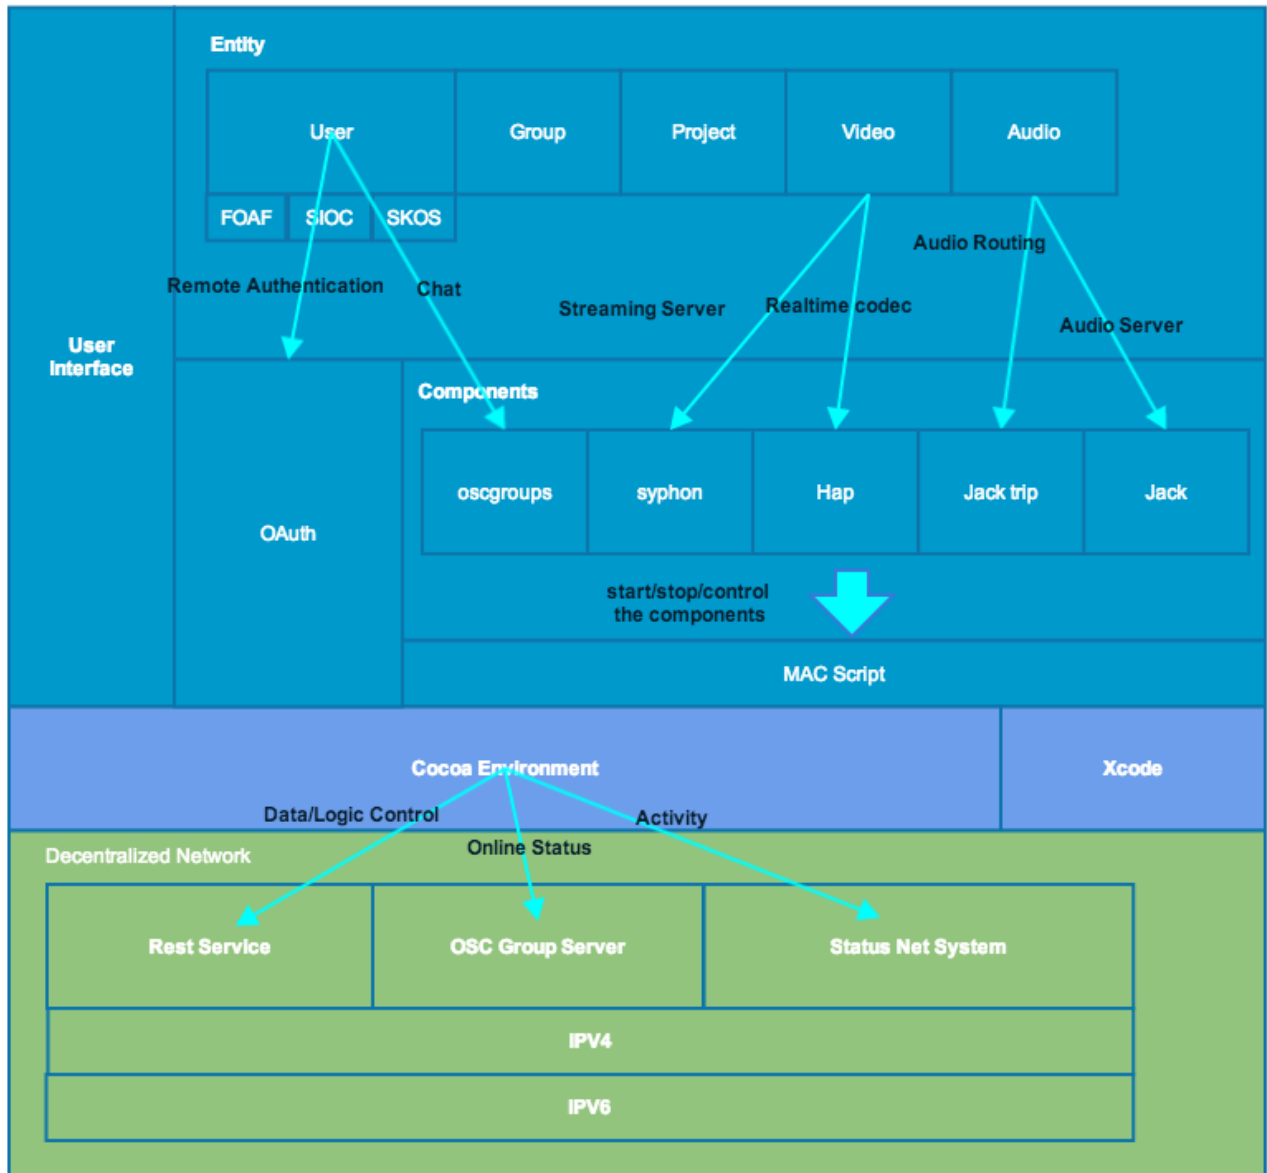 Entity
User
Group
Project
Video
Audio
FOAF
SIOC
SKOS
Audio Routing
Remote Authentication
Chat
Streaming Server
Realtime codec
Audio Server
User
Interface
Components
oscgroups
syphon
Hap
Jack trip
Jack
OAuth
start/stop/control
the components
MAC Script
Cocoa Environment
Xcode
Data/Logic Control
Activity
Online Status
Decentralized Network
Rest Service
OSC Group Server
Status Net System
IPV4
IPV6